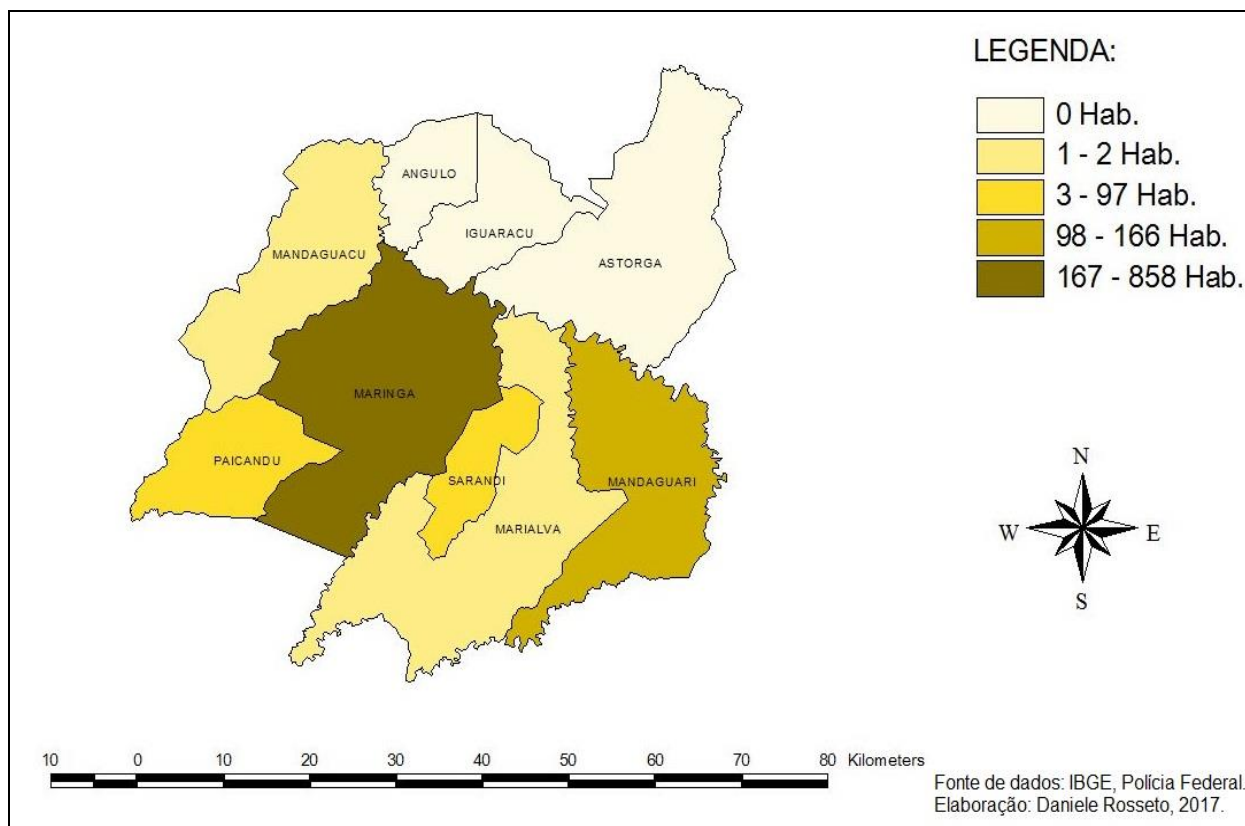 LEGENDA:
0 Hab.
1 - 2 Hab.
3 - 97 Hab.
98 - 166 Hab.
167 - 858 Hab.
ANGULO
IGUARACU
MANDAGUACU
ASTORGA
MARINGA
PAICANDU
SARANDI
MANDAGUARI
MARIALVA
N
W E
S
10 0 10 20 30 40 50 60 70 80 Kilometers
Fonte de dados: IBGE, Polícia Federal.
Elaboração: Daniele Rosseto, 2017.